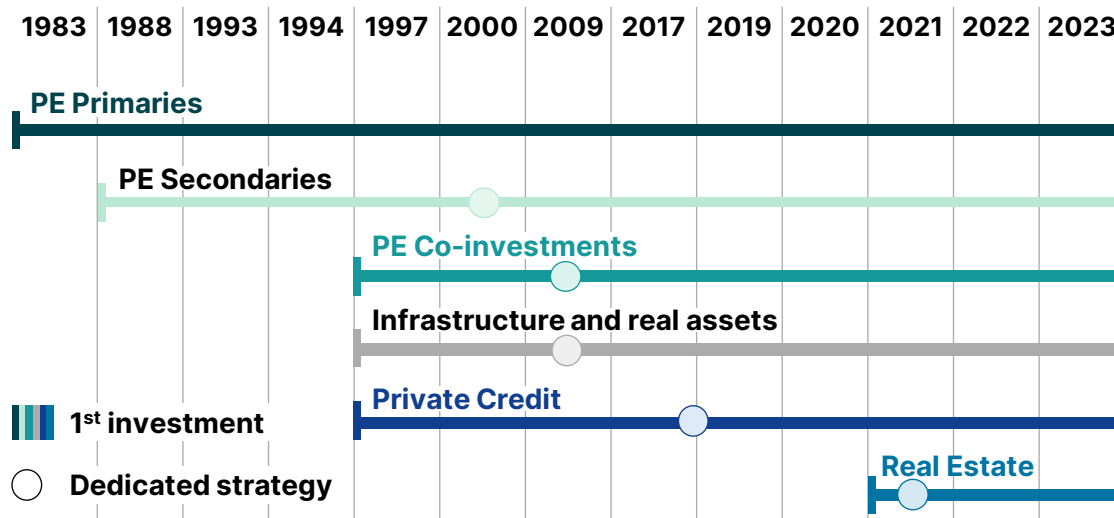 1983 1988 1993 1994 1997 2000 2009 2017 2019 2020 2021 2022 2023
PE Primaries
PE Secondaries
PE Co-investments
Infrastructure and real assets
Private Credit
1st investment
Real Estate
Dedicated strategy